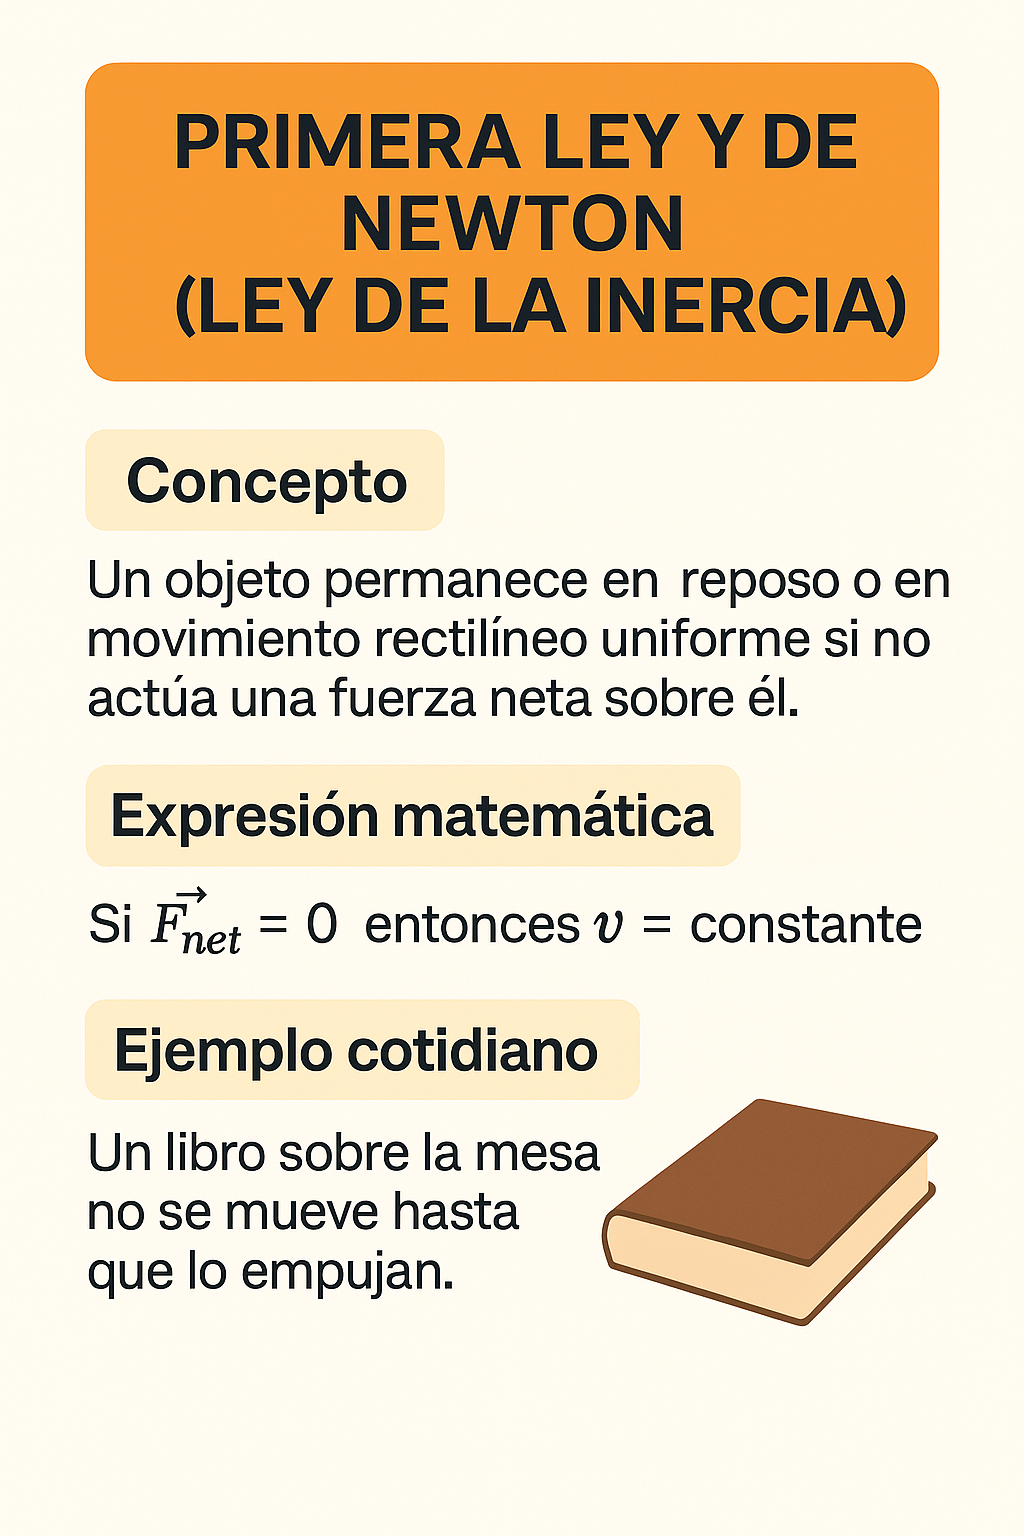 PRIMERA LEY Y DE
NEWTON
(LEY DE LA INERCIA)
Concepto
Un objeto permanece en reposo o en
movimiento rectilíneo uniforme si no
actúa una fuerza neta sobre él.
Expresión matemática
Si $\vec{F_{net}}$ = 0 entonces v = constante
Ejemplo cotidiano
Un libro sobre la mesa
no se mueve hasta
que lo empujan.